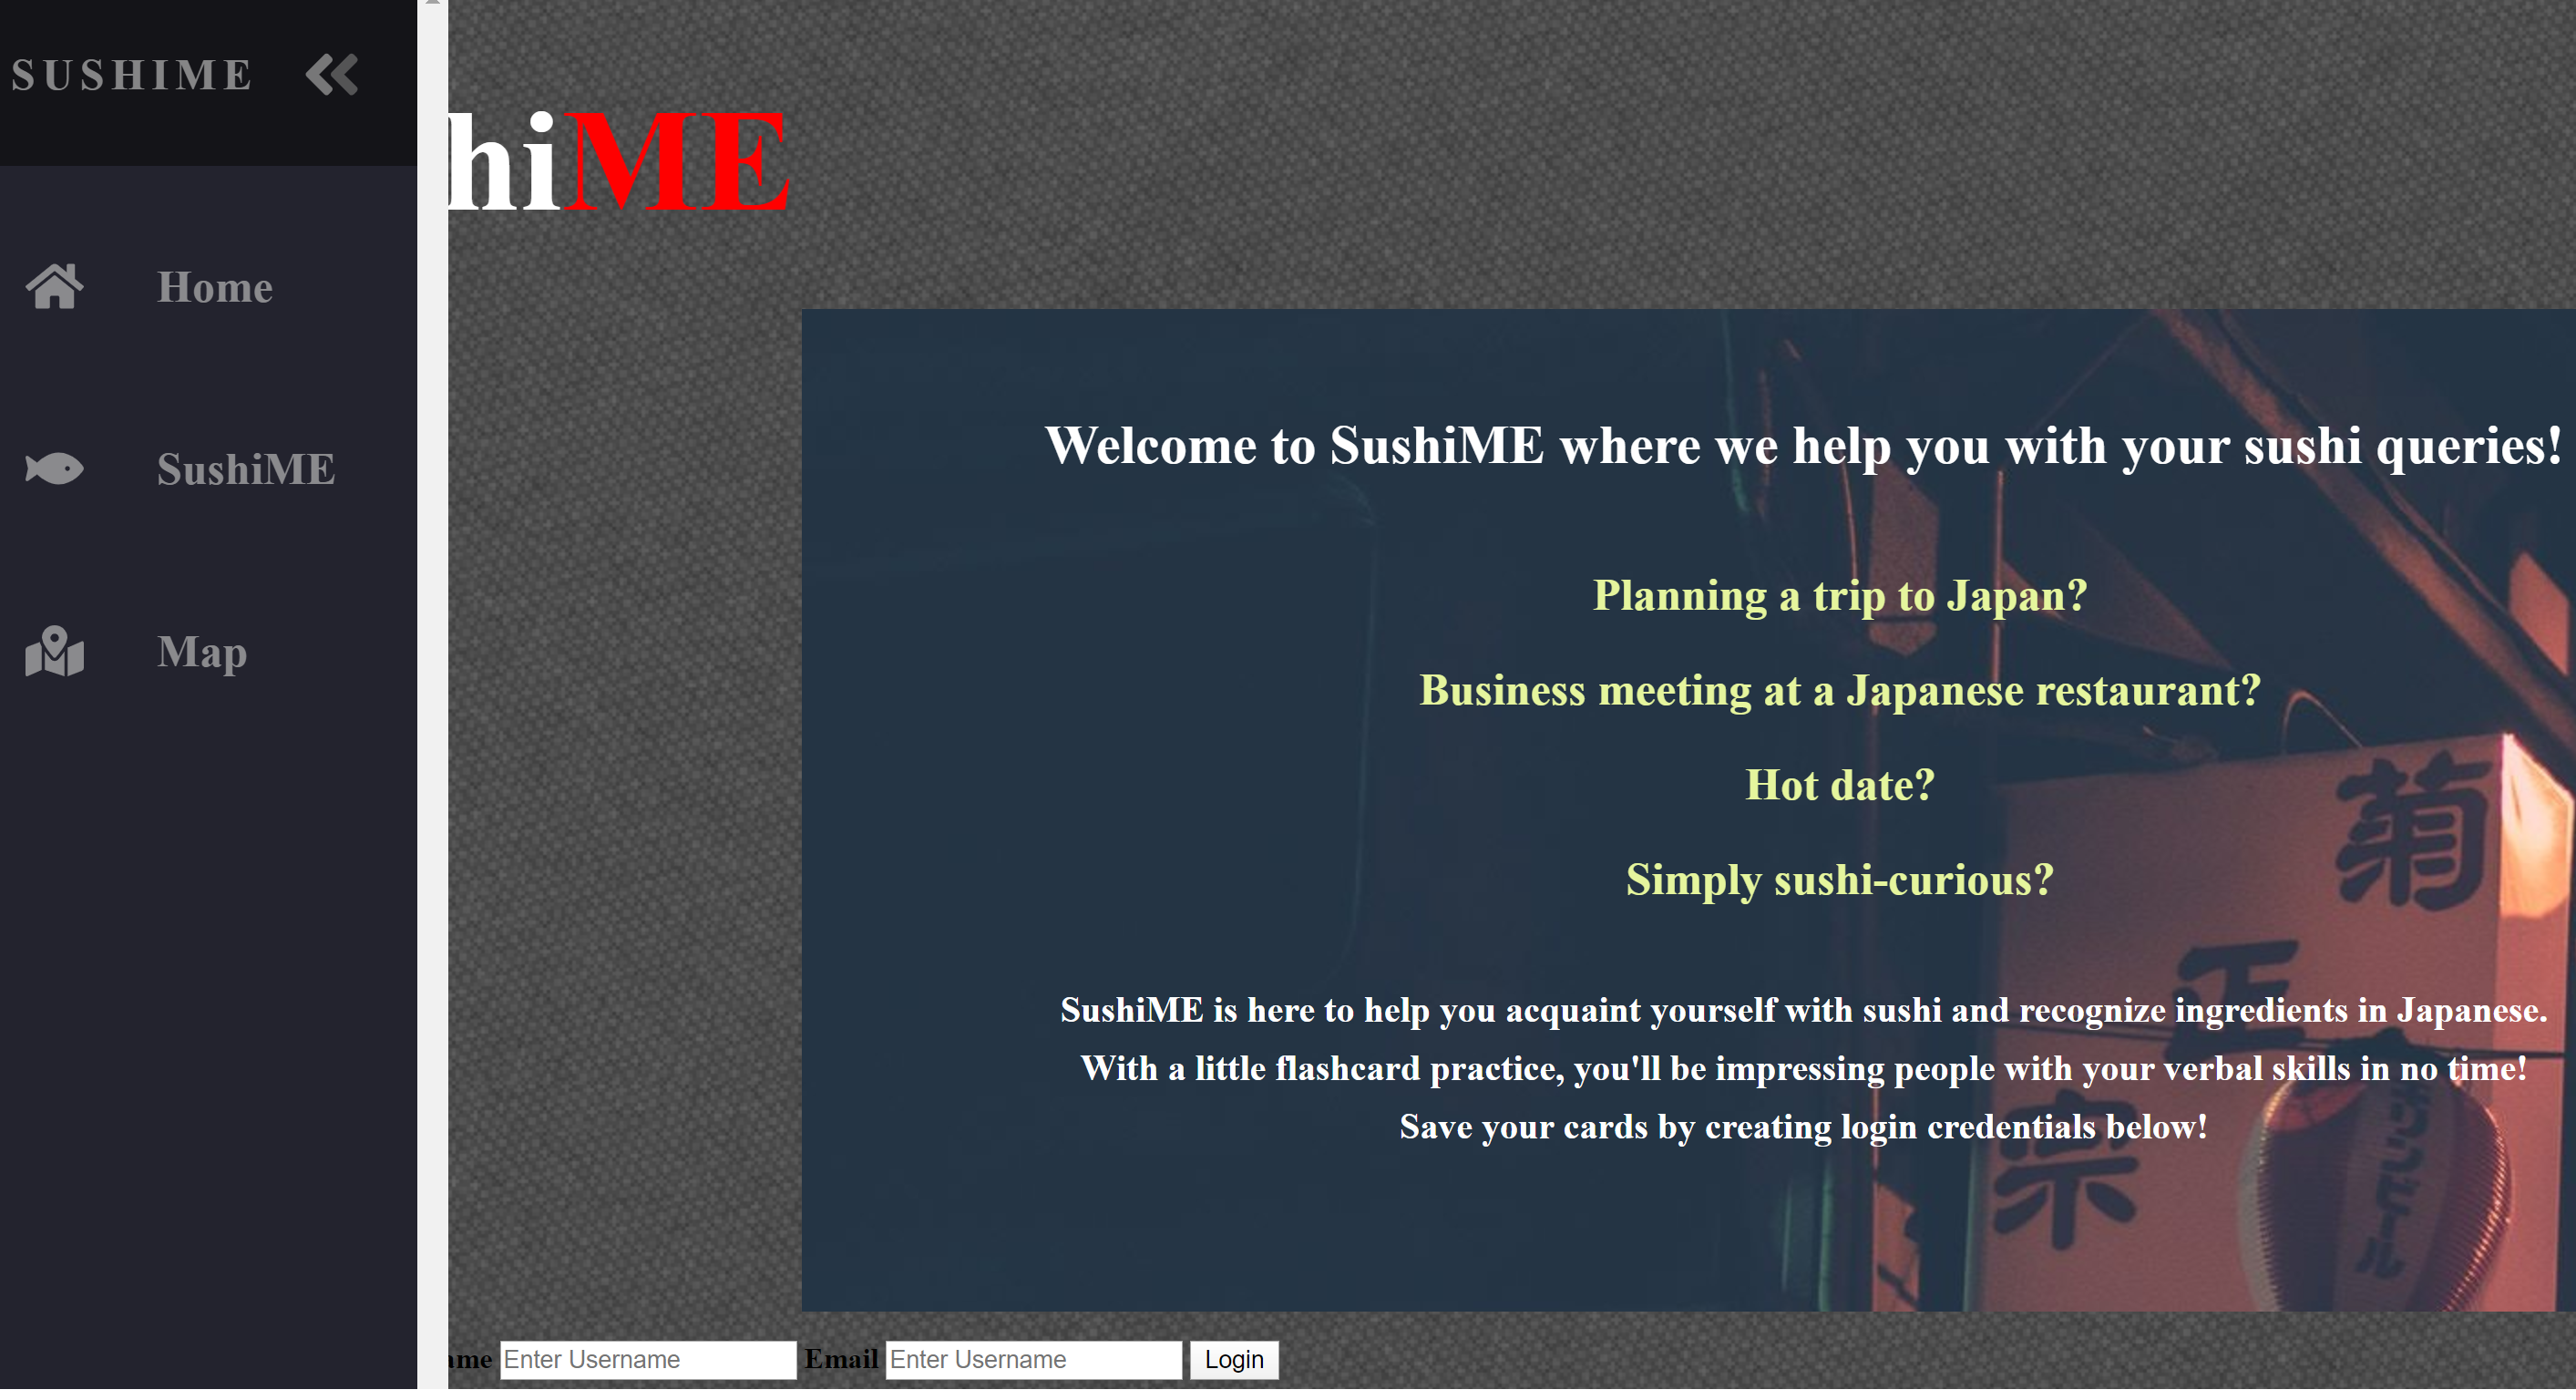 SUSHIME
hiME
Home
SushiME
Map
Welcome to SushiME where we help you with your sushi queries!
Planning a trip to Japan?
Business meeting at a Japanese restaurant?
Hot date?
Simply sushi-curious?
菊
正
宗
SushiME is here to help you acquaint yourself with sushi and recognize ingredients in Japanese.
With a little flashcard practice, you'll be impressing people with your verbal skills in no time!
Save your cards by creating login credentials below!
ame Enter Username Email Enter Username Login